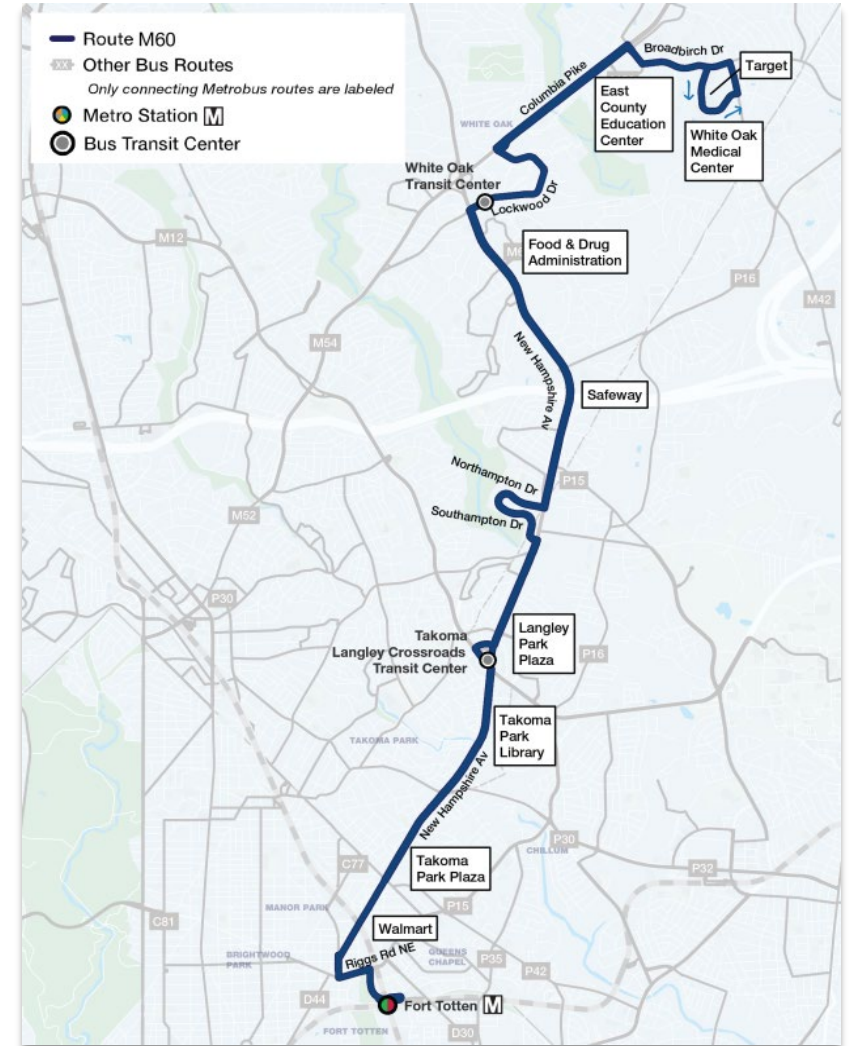 Route M60
XX
Other Bus Routes
Only connecting Metrobus routes are labeled
Metro Station M
Bus Transit Center
Broadbirch Dr
Target
Columbia Pike
East
County
Education
Center
White Oak
Medical
Center
WHITE OAK
White Oak
Transit Center
Lockwood Dr
Food & Drug
Administration
M12
P16
M42
M54
New Hampshire Av
Safeway
Northampton Dr
P15
Southampton Dr
M52
P30
Takoma
Langley Crossroads
Transit Center
Langley
Park
Plaza
P16
Takoma
Park
Library
TAKOMA PARK
New Hampshire Av
P30
CHILLUM
C77
Takoma
Park Plaza
P32
MANOR PARK
P15
C81
Walmart
BRIGHTWOOD
PARK
Riggs Rd NE
QUEENS
CHAPEL
P35
P42
D44
Fort Totten M
FORT TOTTEN
D30